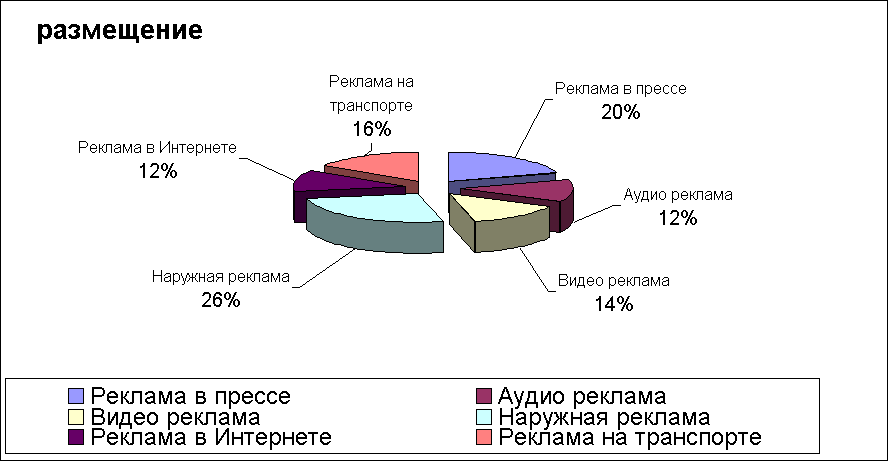 размещение
Реклама на
транспорте
16%
Реклама в прессе
20%
Реклама в Интернете
12%
Аудио реклама
12%
Наружная реклама
26%
Видео реклама
14%
Реклама в прессе
Аудио реклама
Видео реклама
Наружная реклама
Реклама в Интернете
Реклама на транспорте